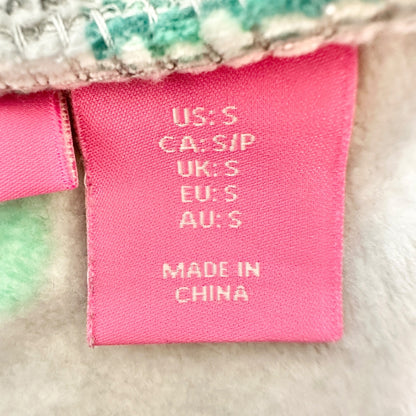 US: S
CA: S/P
UK: S
EU: S
AU: S
MADE IN
CHINA